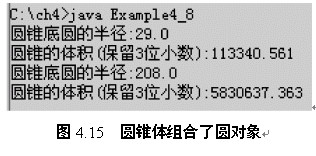 C:\ch4>java Example4_8
圆锥底圆的半径:29.0
圆锥的体积(保留3位小数):113340.561
圆锥底圆的半径:208.0
圆锥的体积(保留3位小数):5830637.363
图 4.15 圆锥体组合了圆对象↵